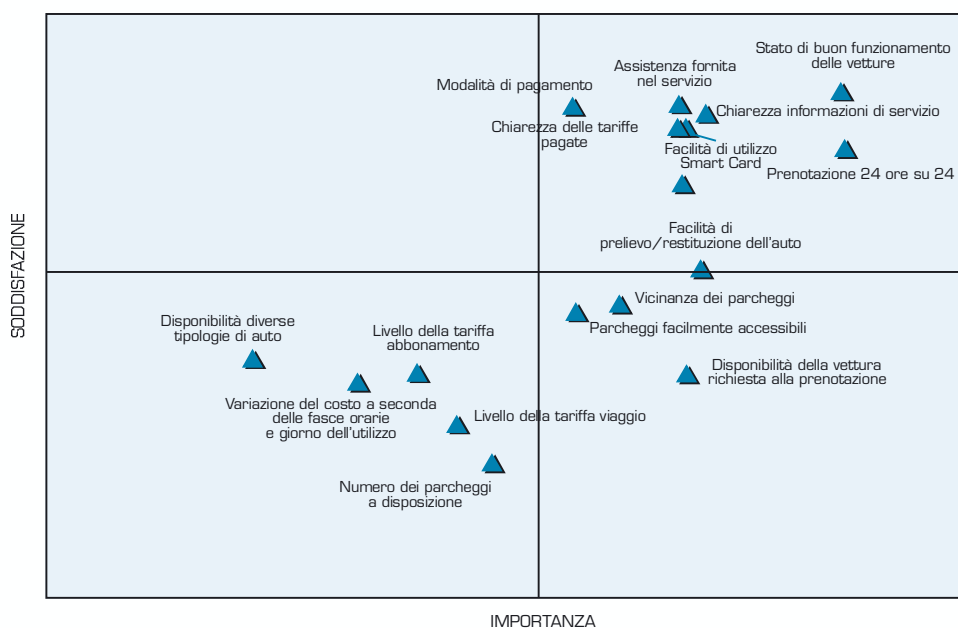 Stato di buon funzionamento
delle vetture
Assistenza fornita
nel servizio
Modalità di pagamento
Chiarezza informazioni di servizio
Chiarezza delle tariffe
pagate
Facilità di utilizzo
Smart Card
Prenotazione 24 ore su 24
Facilità di
prelievo/restituzione dell'auto
SODDISFAZIONE
Vicinanza dei parcheggi
Parcheggi facilmente accessibili
Disponibilità diverse
tipologie di auto
Livello della tariffa
abbonamento
Disponibilità della vettura
richiesta alla prenotazione
Variazione del costo a seconda
delle fasce orarie
e giorno dell'utilizzo
Livello della tariffa viaggio
Numero dei parcheggi
a disposizione
IMPORTANZA